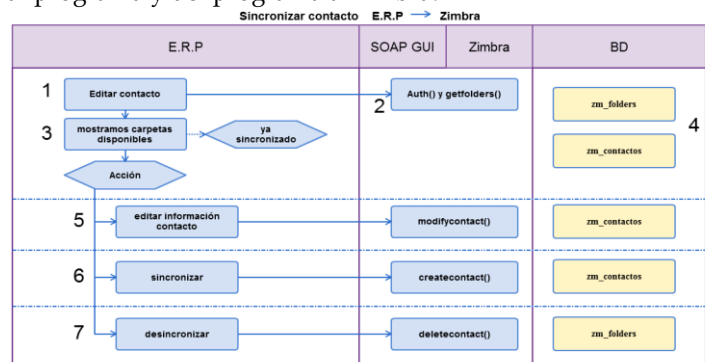 Sincronizar contacto E.R.P → Zimbra
E.R.P SOAP GUI Zimbra BD
1 Editar contacto
2 Auth() y getfolders()
3 mostramos carpetas
disponibles
ya
sincronizado
zm_folders
4
zm_contactos
Acción
5 editar información
contacto
modifycontact()
zm_contactos
6 sincronizar createcontact() zm_contactos
7 desincronizar deletecontact() zm_folders